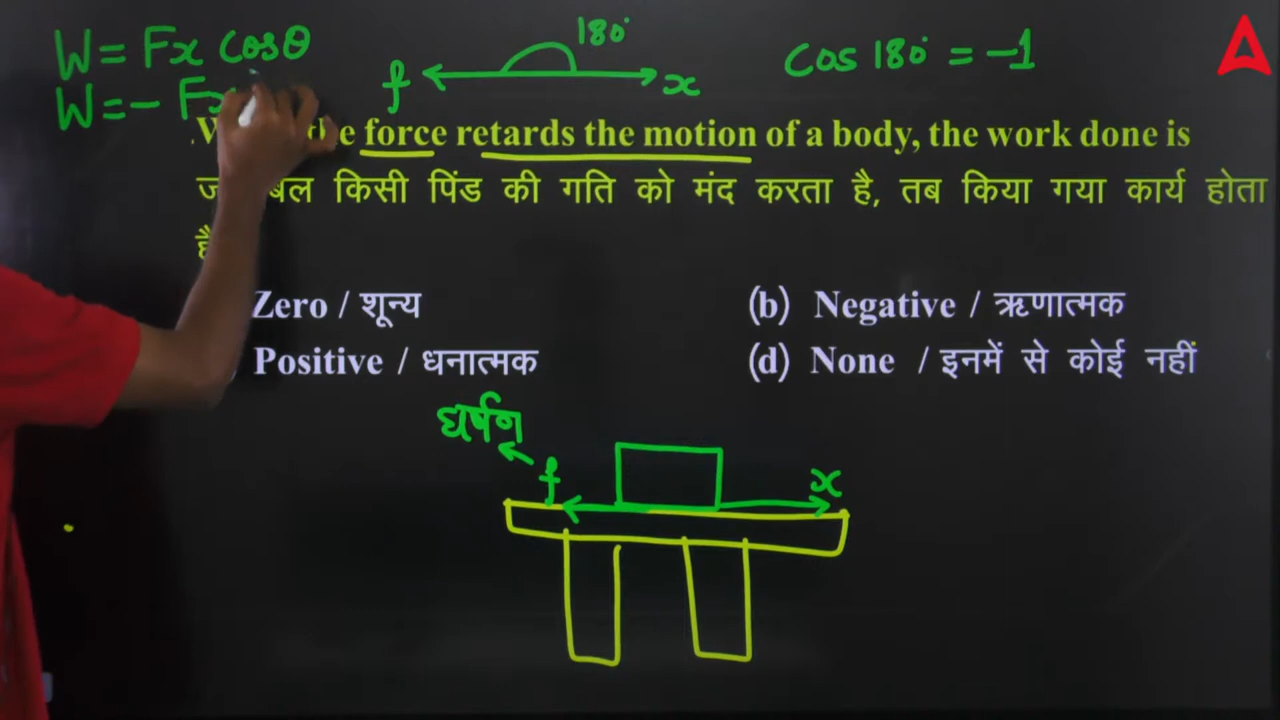 W = Fx Cosθ
f 180° x
Cos 180° = -1
W = - Fx
the force retards the motion of a body, the work done is
बल किसी पिंड की गति को मंद करता है, तब किया गया कार्य होता
Zero / शून्य
(b) Negative / ऋणात्मक
Positive / धनात्मक
(d) None / इनमें से कोई नहीं
घर्षण
f x